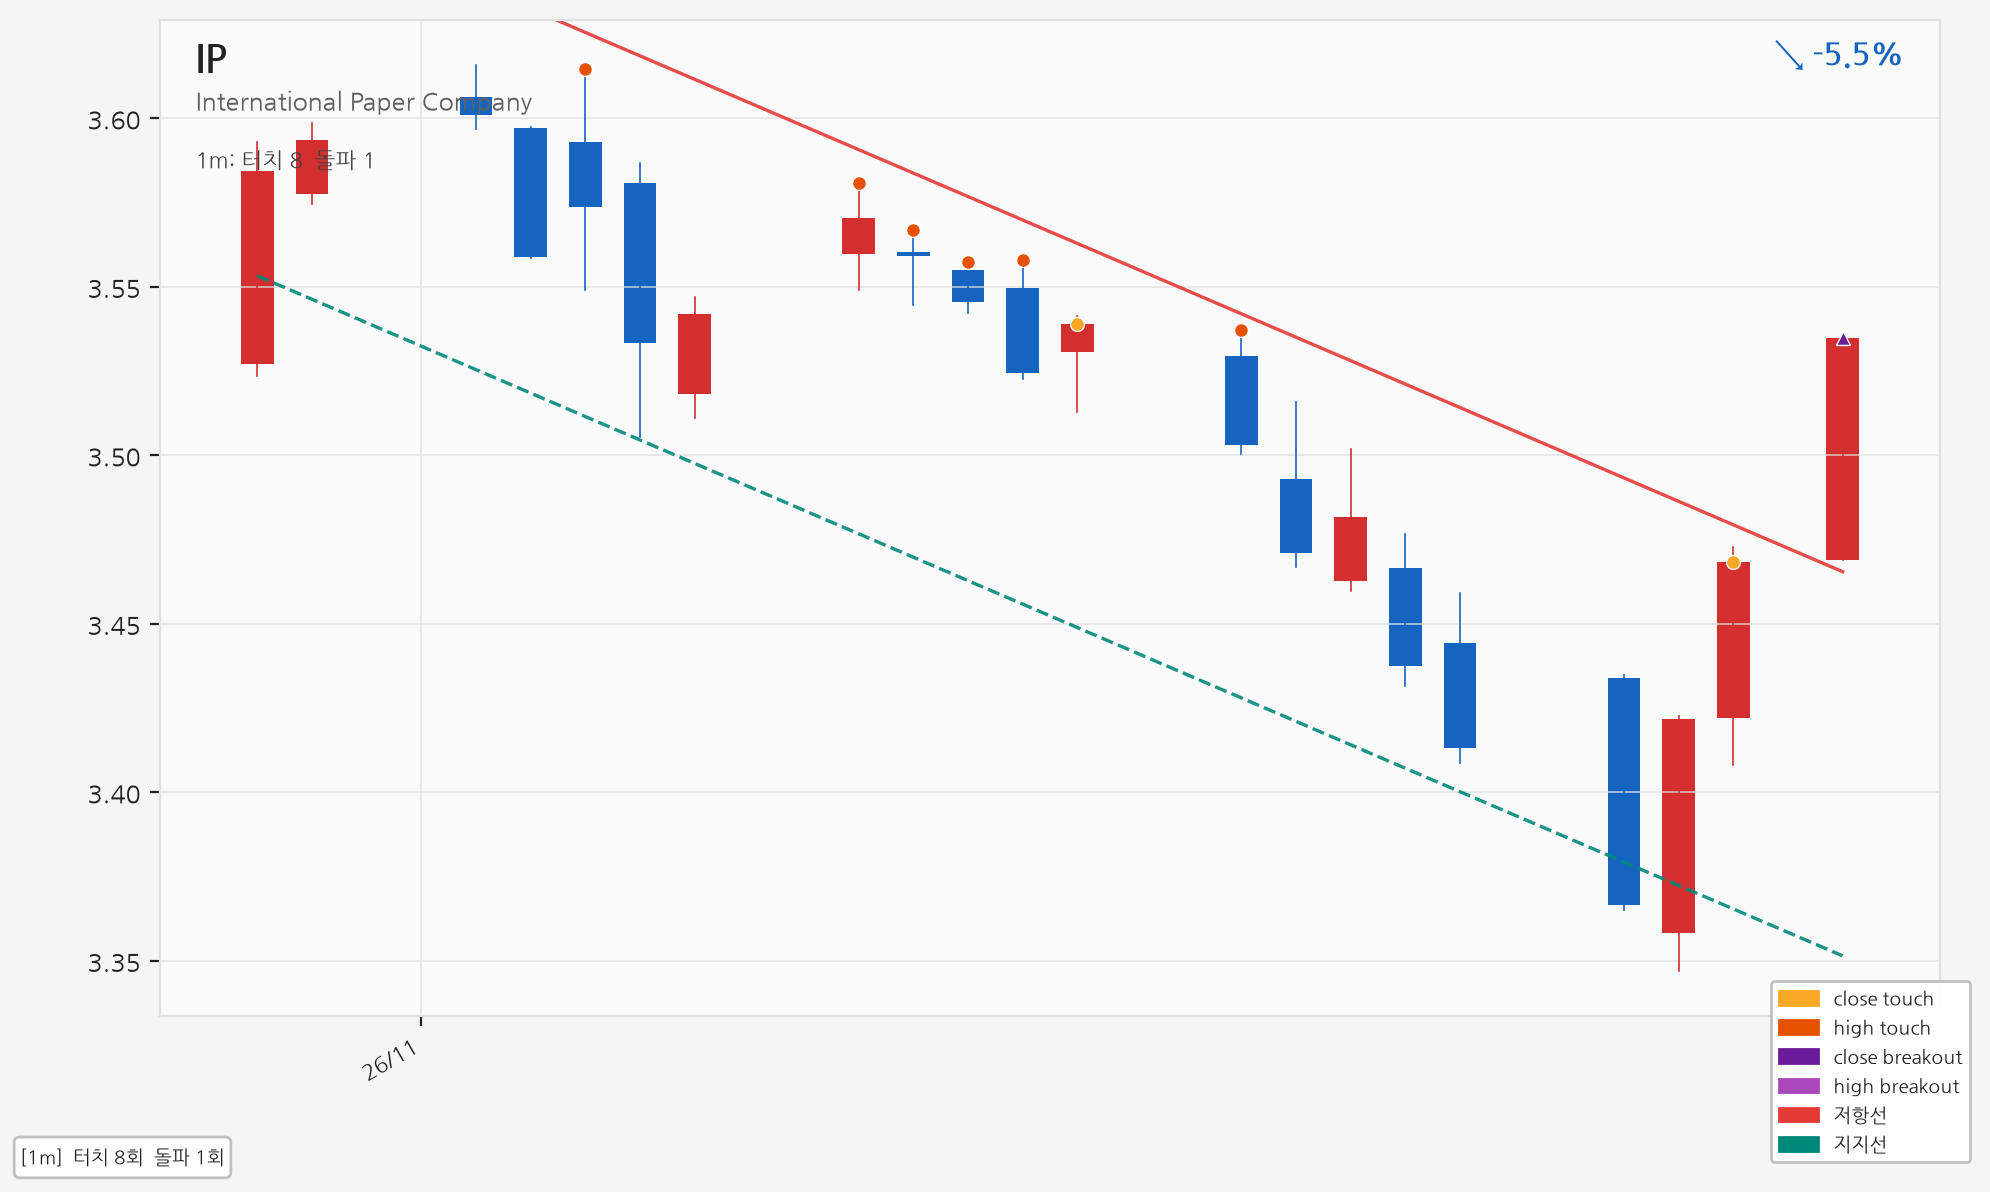 IP
International Paper Company
1m: 터치 8  돌파 1
-5.5%
3.60
3.55
3.50
3.45
3.40
3.35
26/11
close touch
high touch
close breakout
high breakout
저항선
지지선
[1m]  터치 8회  돌파 1회